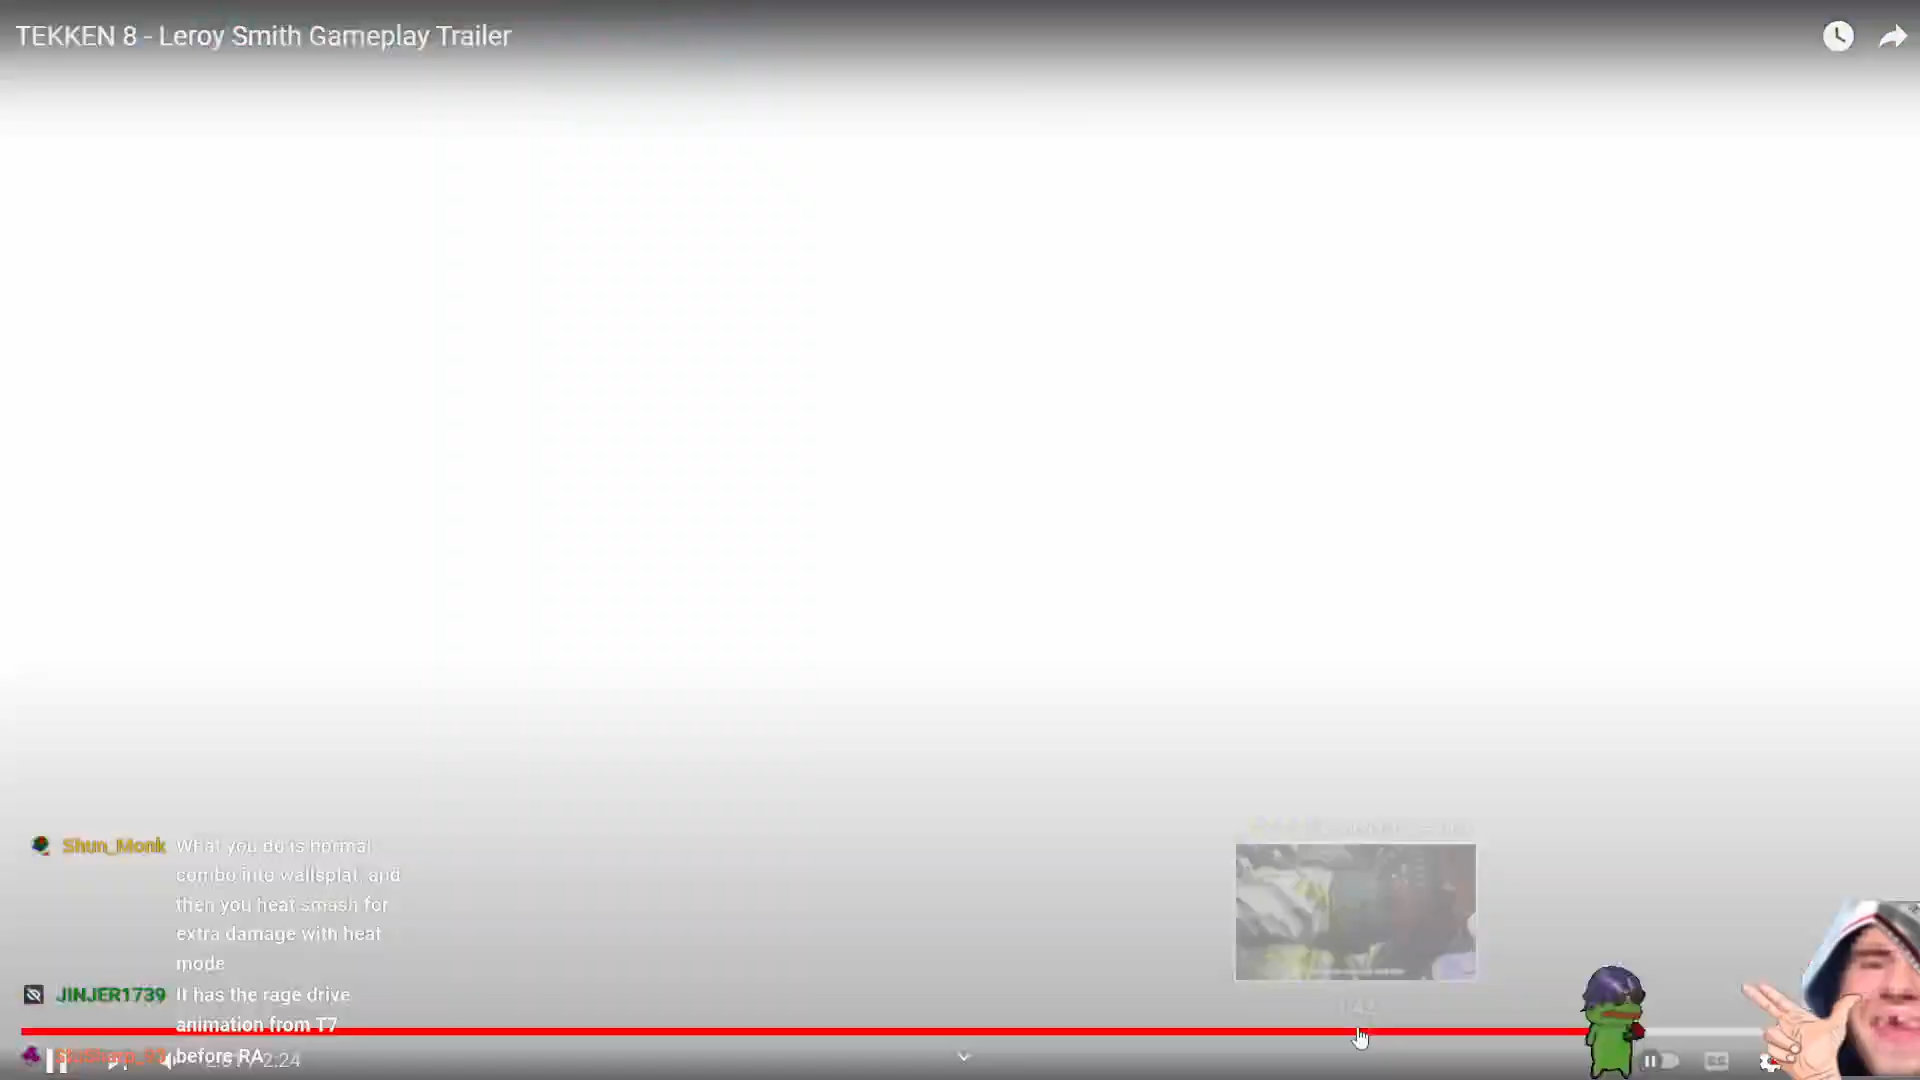 TEKKEN 8 - Leroy Smith Gameplay Trailer
Shun_Monk What you do is normal
combo into wallsplat, and
then you heat smash for
extra damage with heat
mode
JINJER1739 It has the rage drive
animation from T7
before RA
/ 2:24